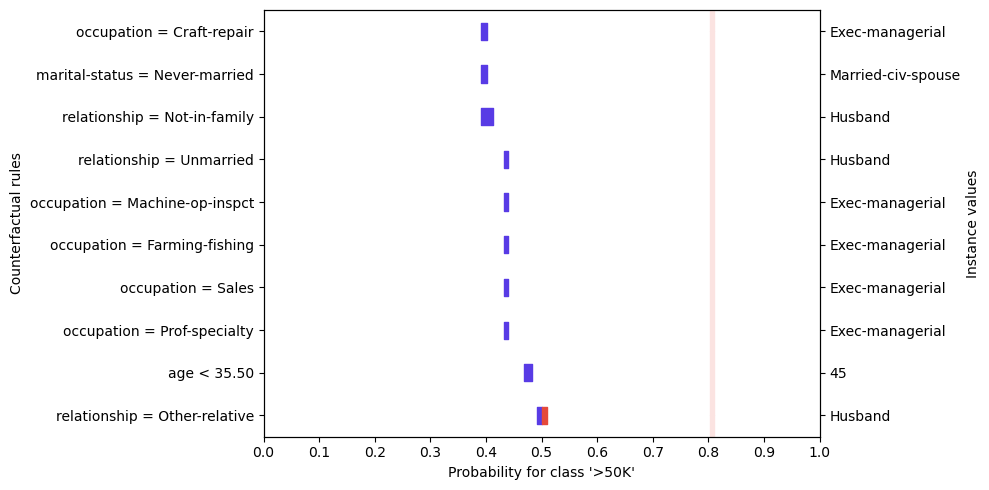 Counterfactual rules
occupation = Craft-repair
marital-status = Never-married
relationship = Not-in-family
relationship = Unmarried
occupation = Machine-op-inspct
occupation = Farming-fishing
occupation = Sales
occupation = Prof-specialty
age < 35.50
relationship = Other-relative
Exec-managerial
Married-civ-spouse
Husband
Husband
Exec-managerial
Exec-managerial
Exec-managerial
Exec-managerial
45
Husband
Instance values
0.0 0.1 0.2 0.3 0.4 0.5 0.6 0.7 0.8 0.9 1.0
Probability for class '>50K'